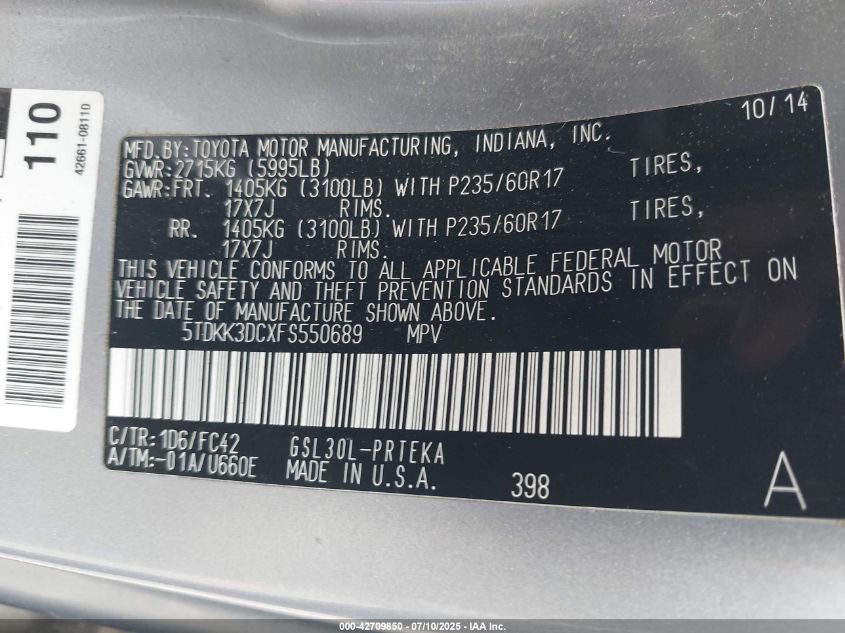 110
42661-08110
10/14
MFD.BY:TOYOTA MOTOR MANUFACTURING, INDIANA, INC.
GVWR:2715KG (5995LB)
GAWR:FRT. 1405KG (3100LB) WITH P235/60R17 TIRES,
17X7J RIMS.
RR. 1405KG (3100LB) WITH P235/60R17 TIRES,
17X7J RIMS.
THIS VEHICLE CONFORMS TO ALL APPLICABLE FEDERAL MOTOR
VEHICLE SAFETY AND THEFT PREVENTION STANDARDS IN EFFECT ON
THE DATE OF MANUFACTURE SHOWN ABOVE.
5TDKK3DCXFS550689 MPV
C/TR:1D6/FC42 GSL30L-PRTEKA
A/TM:-01A/U660E MADE IN U.S.A. 398 A
000-42709850 / 07/10/2025 - IAA Inc.